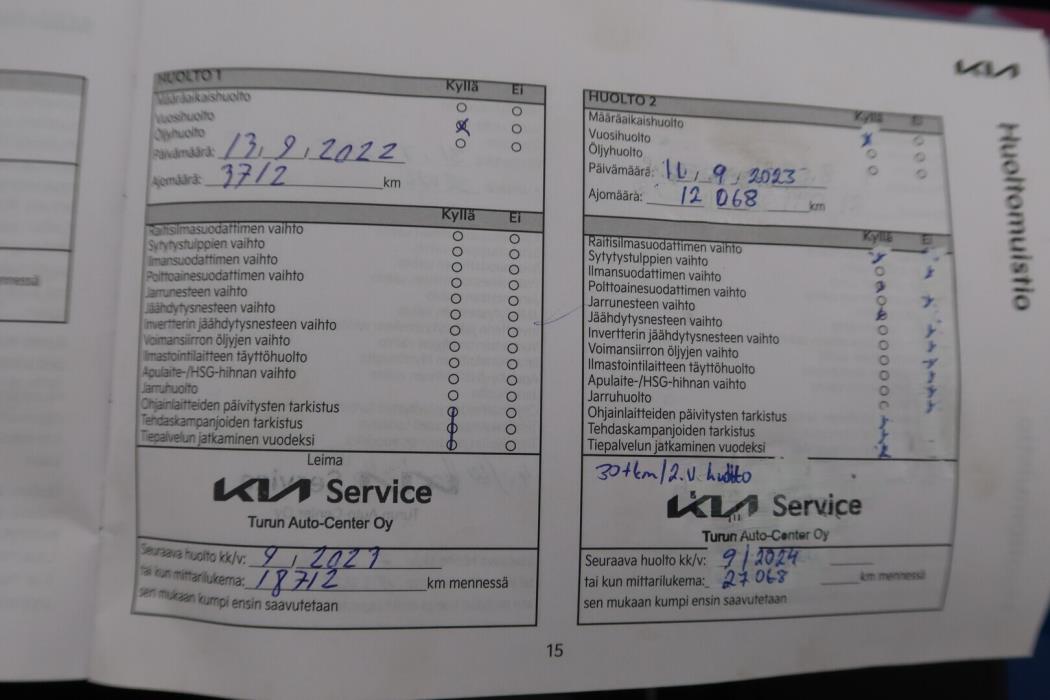 HUOLTO 1
Kyllä Ei
Määräaikaishuolto
Vuosihuolto
Öljyhuolto
Päivämäärä: 13,9,2022
Ajomäärä: 3712 km
Kyllä Ei
Raitisilmasuodattimen vaihto
Sytytystulppien vaihto
Ilmansuodattimen vaihto
Polttoainesuodattimen vaihto
Jarrunesteen vaihto
Jäähdytysnesteen vaihto
Invertterin jäähdytysnesteen vaihto
Voimansiirron öljyjen vaihto
Ilmastointilaitteen täyttöhuolto
Apulaite-/HSG-hihnan vaihto
Jarruhuolto
Ohjainlaitteiden päivitysten tarkistus
Tehdaskampanjoiden tarkistus
Tiepalvelun jatkaminen vuodeksi
Leima
KIA Service
Turun Auto-Center Oy
Seuraava huolto kk/v: 9, 2023
tai kun mittarilukema: 18712 km mennessä
sen mukaan kumpi ensin saavutetaan
HUOLTO 2
Kyllä Ei
Määräaikaishuolto
Vuosihuolto
Öljyhuolto
Päivämäärä: 9, 2023
Ajomäärä: 12 068 km
Kyllä Ei
Raitisilmasuodattimen vaihto
Sytytystulppien vaihto
Ilmansuodattimen vaihto
Polttoainesuodattimen vaihto
Jarrunesteen vaihto
Jäähdytysnesteen vaihto
Invertterin jäähdytysnesteen vaihto
Voimansiirron öljyjen vaihto
Ilmastointilaitteen täyttöhuolto
Apulaite-/HSG-hihnan vaihto
Jarruhuolto
Ohjainlaitteiden päivitysten tarkistus
Tehdaskampanjoiden tarkistus
Tiepalvelun jatkaminen vuodeksi
30tkm/2.v. huolto
KIA Service
Turun Auto-Center Oy
Seuraava huolto kk/v: 9/2024
tai kun mittarilukema: 27068 km mennessä
sen mukaan kumpi ensin saavutetaan
KIA
Huoltomuistio
15